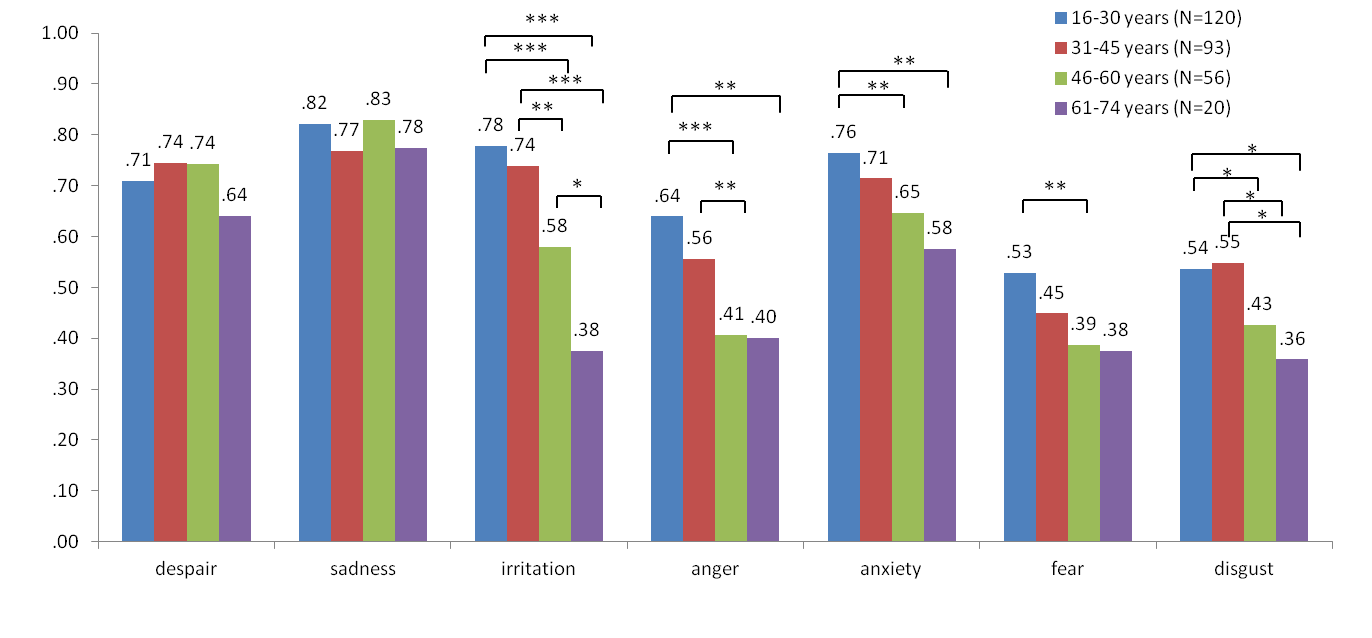 16-30 years (N=120)
31-45 years (N=93)
46-60 years (N=56)
61-74 years (N=20)
1.00
.90
.80
.70
.60
.50
.40
.30
.20
.10
.00
.71 .74 .74 .64
.82 .77 .83 .78
*** *** *** ** *
.78 .74 .58 .38
** *** **
.64 .56 .41 .40
** **
.76 .71 .65 .58
**
.53 .45 .39 .38
* * * *
.54 .55 .43 .36
despair sadness irritation anger anxiety fear disgust